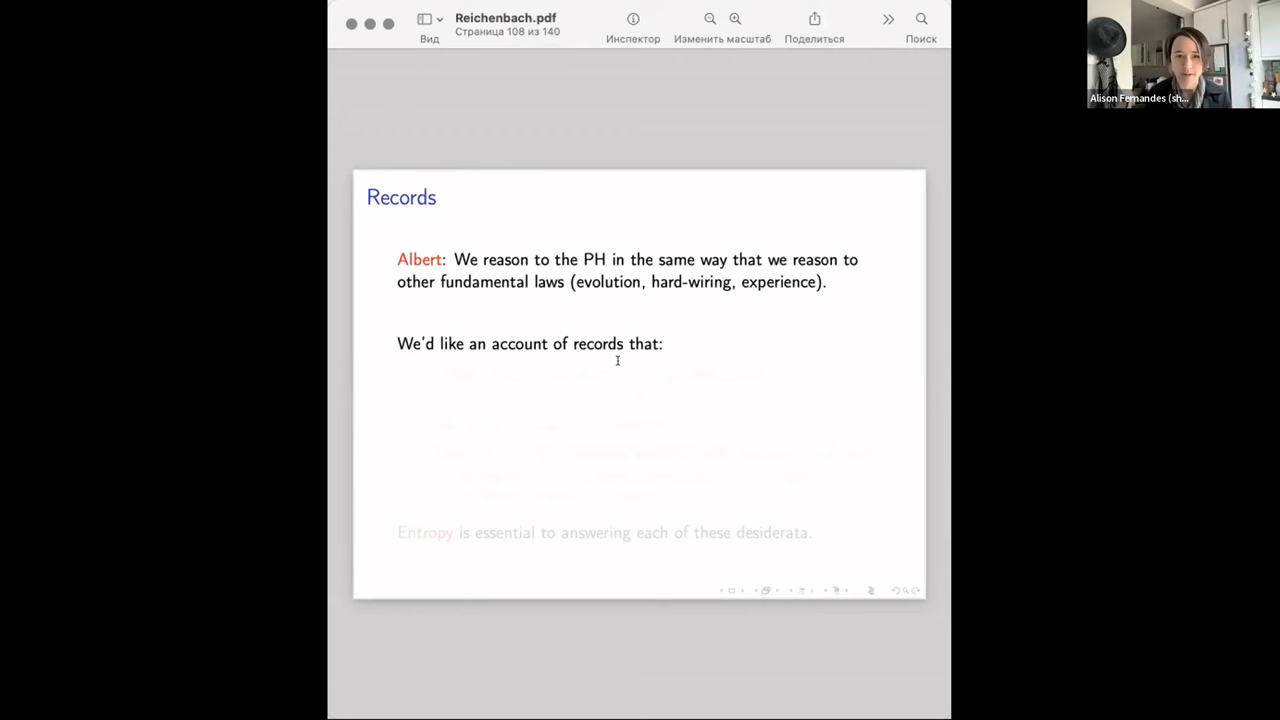 Reichenbach.pdf
Страница 108 из 140
Вид
Инспектор
Изменить масштаб
Поделиться
Поиск
Alison Fernandes (sh...
Records
Albert: We reason to the PH in the same way that we reason to
other fundamental laws (evolution, hard-wiring, experience).
We'd like an account of records that:
Entropy is essential to answering each of these desiderata.